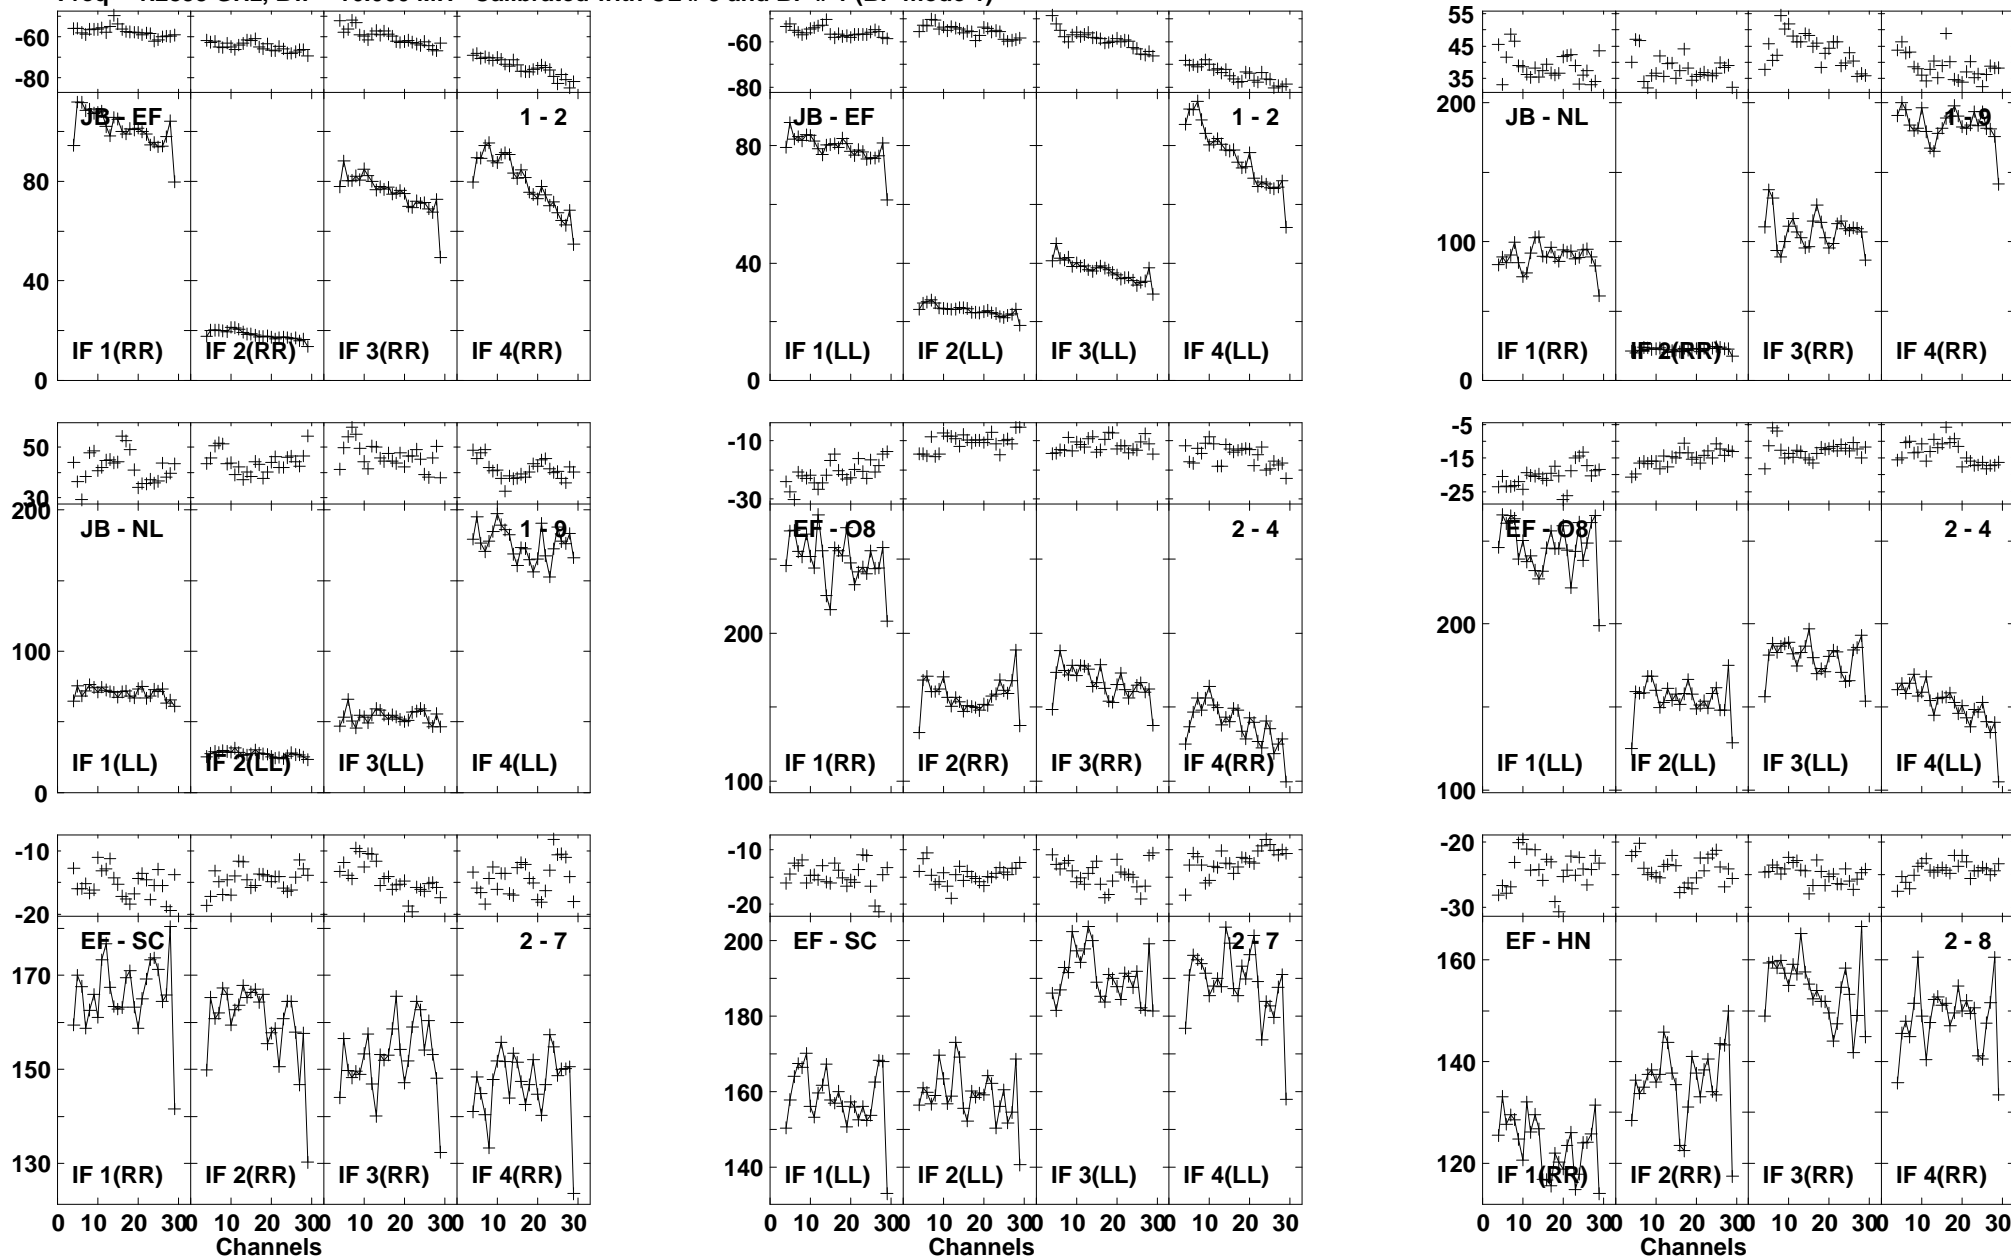 -60
-80
JB - EF
1 - 2
80
40
0
IF 1(RR)
IF 2(RR)
IF 3(RR)
IF 4(RR)
-60
-80
JB - EF
1 - 2
80
40
0
IF 1(LL)
IF 2(LL)
IF 3(LL)
IF 4(LL)
55
45
35
200
JB - NL
1 - 9
100
0
IF 1(RR)
IF 2(RR)
IF 3(RR)
IF 4(RR)
50
30
200
JB - NL
1 - 9
100
0
IF 1(LL)
IF 2(LL)
IF 3(LL)
IF 4(LL)
-10
-30
EF - O8
2 - 4
200
100
IF 1(RR)
IF 2(RR)
IF 3(RR)
IF 4(RR)
-5
-15
-25
EF - O8
2 - 4
200
100
IF 1(LL)
IF 2(LL)
IF 3(LL)
IF 4(LL)
-10
-20
EF - SC
2 - 7
170
150
130
IF 1(RR)
IF 2(RR)
IF 3(RR)
IF 4(RR)
0 10 20 30 0 10 20 30 0 10 20 30 0 10 20 30
Channels
-10
-20
EF - SC
2 - 7
200
180
160
140
IF 1(LL)
IF 2(LL)
IF 3(LL)
IF 4(LL)
0 10 20 30 0 10 20 30 0 10 20 30 0 10 20 30
Channels
-20
-30
EF - HN
2 - 8
160
140
120
IF 1(RR)
IF 2(RR)
IF 3(RR)
IF 4(RR)
0 10 20 30 0 10 20 30 0 10 20 30 0 10 20 30
Channels